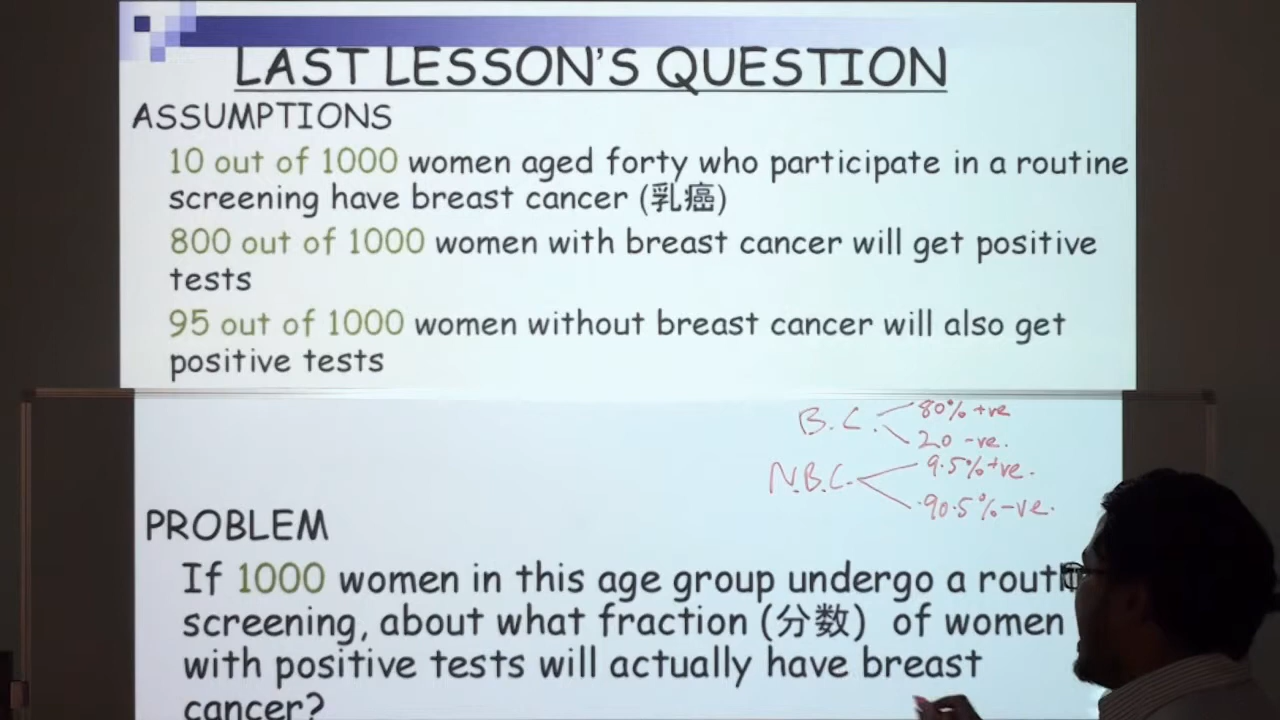 LAST LESSON'S QUESTION
ASSUMPTIONS
10 out of 1000 women aged forty who participate in a routine
screening have breast cancer (乳癌)
800 out of 1000 women with breast cancer will get positive
tests
95 out of 1000 women without breast cancer will also get
positive tests
B.C. 80% +ve
20 -ve.
N.B.C. 9.5% +ve.
90.5% -ve.
PROBLEM
If 1000 women in this age group undergo a
screening, about what fraction (分数) of women
with positive tests will actually have breast
cancer?